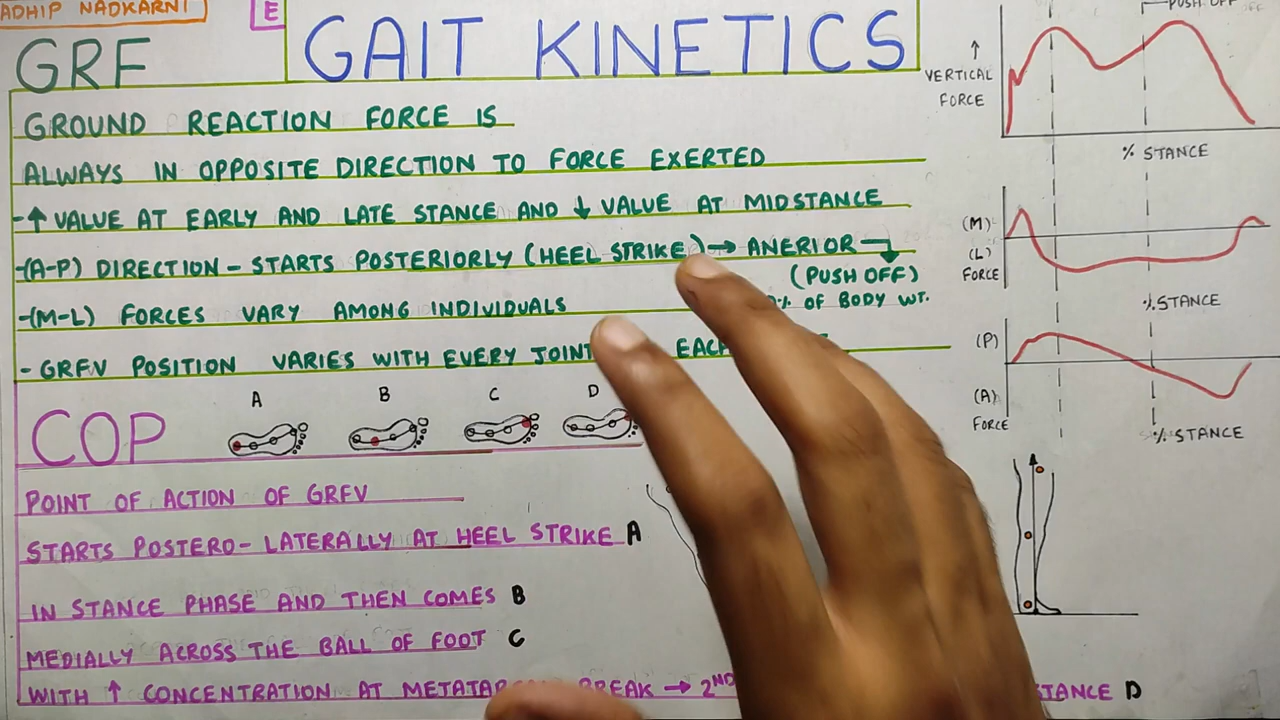 ADHIP NADKARNI
E
GAIT KINETICS
GRF
GROUND REACTION FORCE IS
ALWAYS IN OPPOSITE DIRECTION TO FORCE EXERTED
-↑ VALUE AT EARLY AND LATE STANCE AND ↓ VALUE AT MIDSTANCE
-(A-P) DIRECTION - STARTS POSTERIORLY (HEEL STRIKE) → ANERIOR
(PUSH OFF)
-(M-L) FORCES VARY AMONG INDIVIDUALS % OF BODY WT.
- GRFV POSITION VARIES WITH EVERY JOINT
COP
A B C D
POINT OF ACTION OF GRFV
STARTS POSTERO-LATERALLY AT HEEL STRIKE A
IN STANCE PHASE AND THEN COMES B
MEDIALLY ACROSS THE BALL OF FOOT C
WITH ↑ CONCENTRATION AT BREAK → 2ND STANCE D
PUSH OFF
↑
VERTICAL
FORCE
% STANCE
(M)
(L)
FORCE
% STANCE
(P)
(A)
FORCE
% STANCE